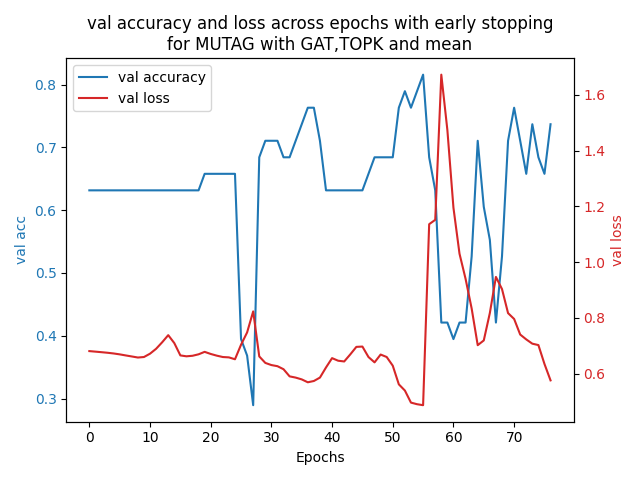 val accuracy and loss across epochs with early stopping
for MUTAG with GAT,TOPK and mean
val accuracy
val loss
0.8
0.7
0.6
0.5
0.4
0.3
val acc
1.6
1.4
1.2
1.0
0.8
0.6
val loss
0 10 20 30 40 50 60 70
Epochs